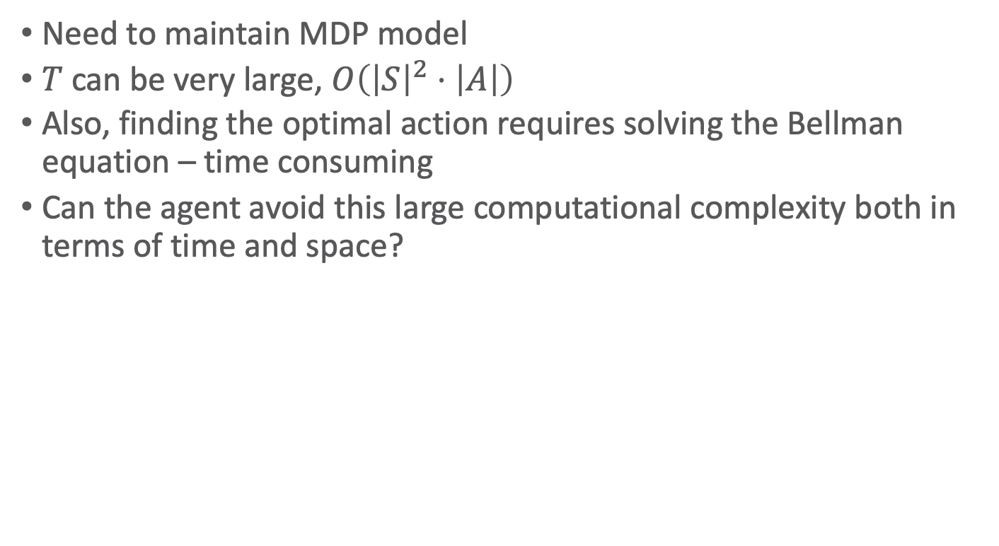 • Need to maintain MDP model
• T can be very large, O(|S|² · |A|)
• Also, finding the optimal action requires solving the Bellman
equation – time consuming
• Can the agent avoid this large computational complexity both in
terms of time and space?